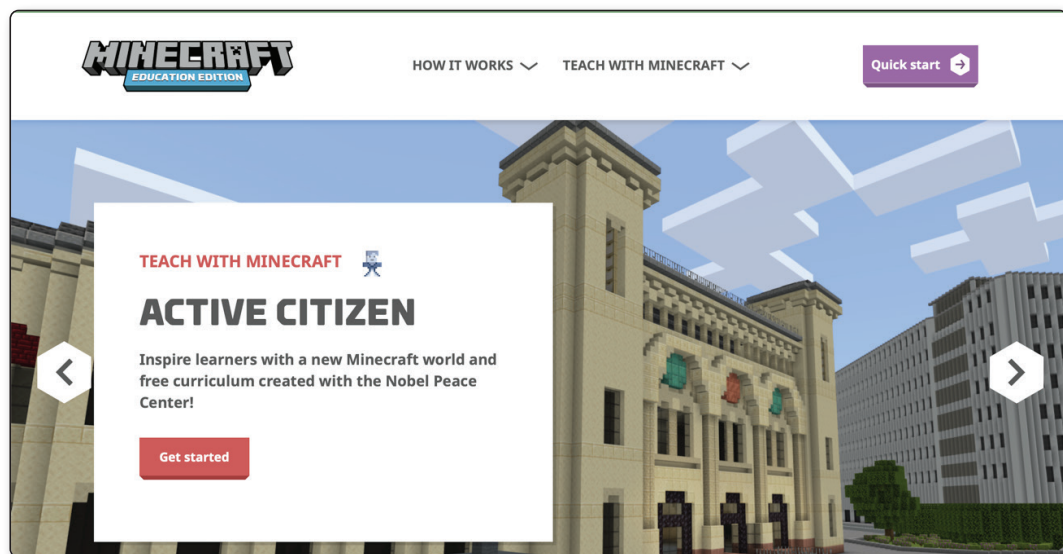 MINECRAFT
EDUCATION EDITION
HOW IT WORKS
TEACH WITH MINECRAFT
Quick start
TEACH WITH MINECRAFT
ACTIVE CITIZEN
Inspire learners with a new Minecraft world and
free curriculum created with the Nobel Peace
Center!
Get started